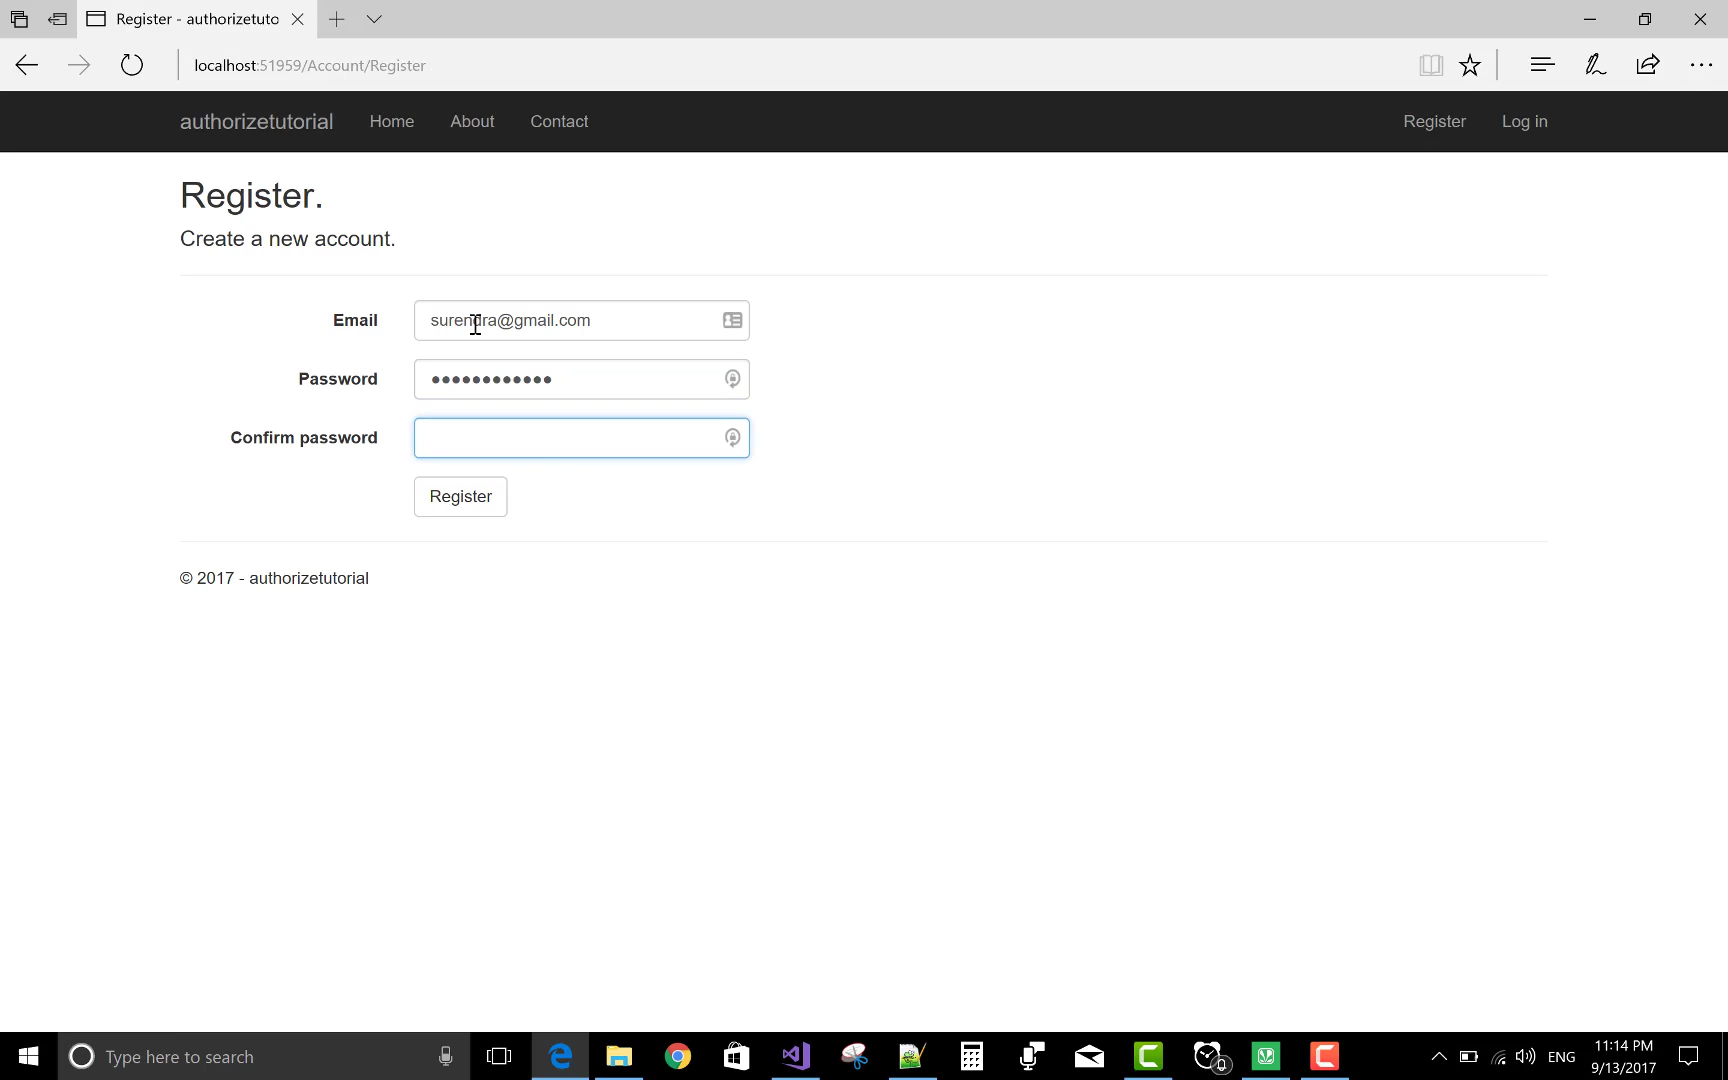 Register - authorizetuto
localhost:51959/Account/Register
authorizetutorial Home About Contact Register Log in
Register.
Create a new account.
Email surendra@gmail.com
Password ••••••••••••
Confirm password
Register
© 2017 - authorizetutorial
Type here to search
ENG
11:14 PM
9/13/2017